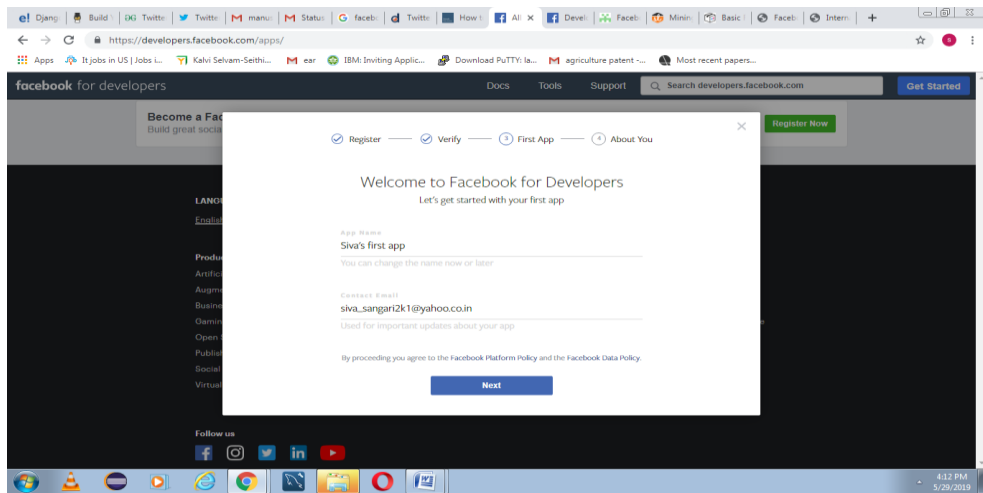 Djang
Build
DG Twitte
Twitte
manus
Status
G faceb
Twitte
How t
All
Devel
Faceb
Minin
Basic
Faceb
Intern
https://developers.facebook.com/apps/
Apps It jobs in US | Jobs i... Kalvi Selvam-Seithi... ear IBM: Inviting Applic... Download PuTTY: la... agriculture patent -... Most recent papers...
facebook for developers Docs Tools Support Search developers.facebook.com Get Started
Become a Fac
Build great socia
Register Now
Register Verify 3 First App 4 About You
Welcome to Facebook for Developers
Let's get started with your first app
App Name
Siva's first app
You can change the name now or later
Contact Email
siva_sangari2k1@yahoo.co.in
Used for important updates about your app
By proceeding you agree to the Facebook Platform Policy and the Facebook Data Policy.
Next
LANG
English
Produ
Artific
Augme
Busine
Gamin
Open
Publis
Social
Virtual
Follow us
4:12 PM
5/29/2019